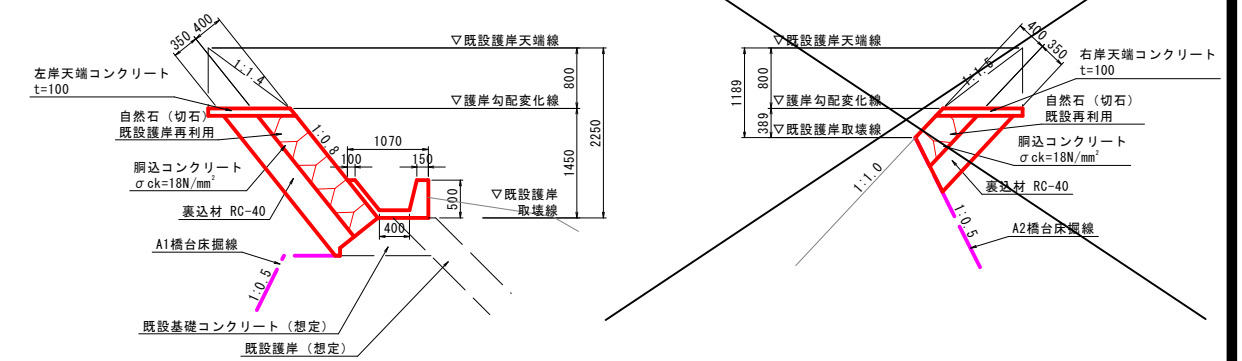 350 400
▽既設護岸天端線
1:1.4
左岸天端コンクリート
t=100
800
▽護岸勾配変化線
2250
自然石（切石）
既設護岸再利用
1:0.8
1070
胴込コンクリート
σck=18N/mm²
100
150
1450
500
▽既設護岸
取壊線
裏込材 RC-40
400
A1橋台床掘線
1:0.5
既設基礎コンクリート（想定）
既設護岸（想定）
400 350
▽既設護岸天端線
右岸天端コンクリート
t=100
1189
800
▽護岸勾配変化線
自然石（切石）
既設再利用
389
▽既設護岸取壊線
胴込コンクリート
σck=18N/mm²
1:1.0
裏込材 RC-40
1:0.5
A2橋台床掘線